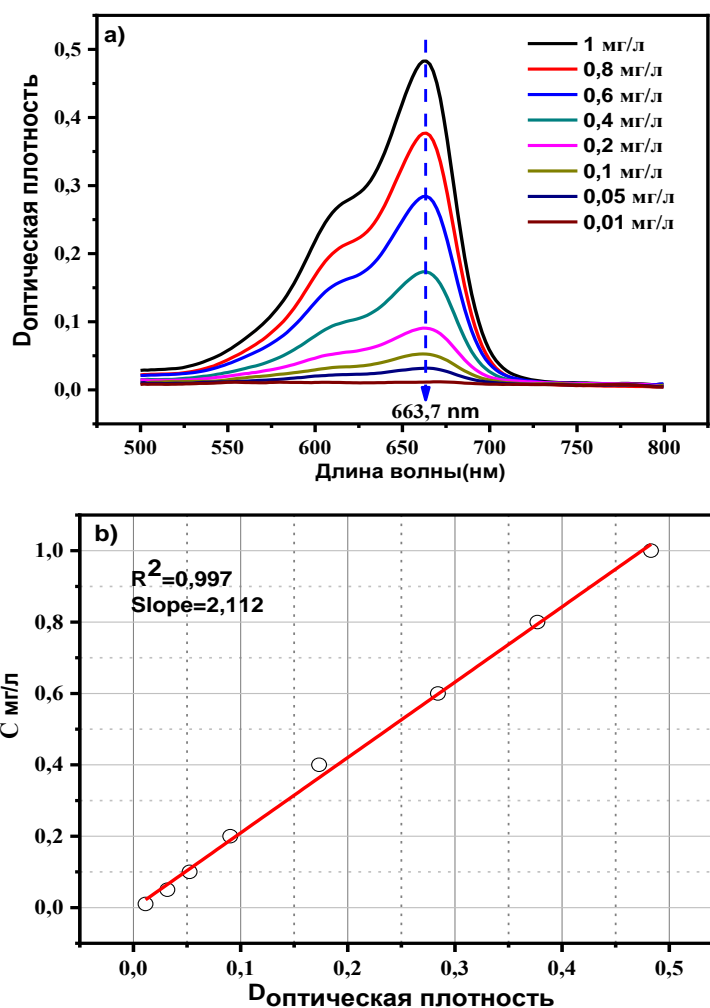 a)
1 мг/л
0,8 мг/л
0,6 мг/л
0,4 мг/л
0,2 мг/л
0,1 мг/л
0,05 мг/л
0,01 мг/л
0,5
0,4
0,3
0,2
0,1
0,0
Dоптическая плотность
663,7 nm
500 550 600 650 700 750 800
Длина волны(нм)
b)
R2=0,997
Slope=2,112
1,0
0,8
0,6
0,4
0,2
0,0
С мг/л
0,0 0,1 0,2 0,3 0,4 0,5
Dоптическая плотность